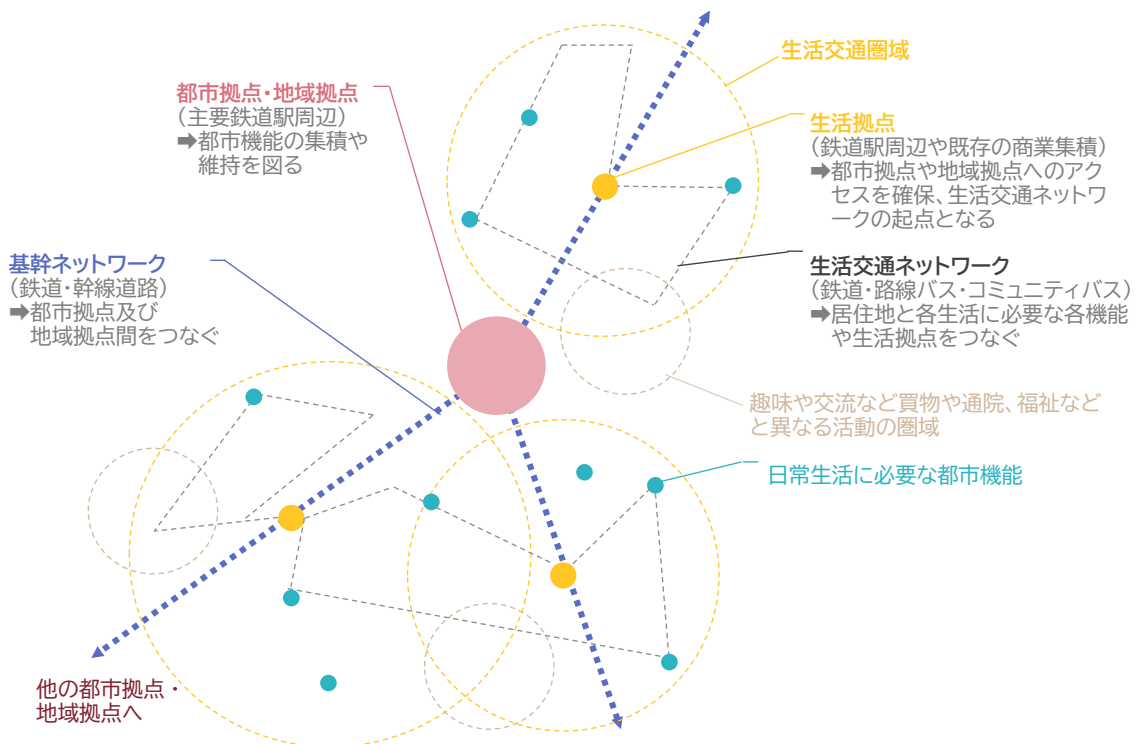 都市拠点・地域拠点
(主要鉄道駅周辺)
➡都市機能の集積や
維持を図る
基幹ネットワーク
(鉄道・幹線道路)
➡都市拠点及び
地域拠点間をつなぐ
生活交通圏域
生活拠点
(鉄道駅周辺や既存の商業集積)
➡都市拠点や地域拠点へのアク
セスを確保、生活交通ネットワ
ークの起点となる
生活交通ネットワーク
(鉄道・路線バス・コミュニティバス)
➡居住地と各生活に必要な各機能
や生活拠点をつなぐ
趣味や交流など買物や通院、福祉など
と異なる活動の圏域
日常生活に必要な都市機能
他の都市拠点・
地域拠点へ